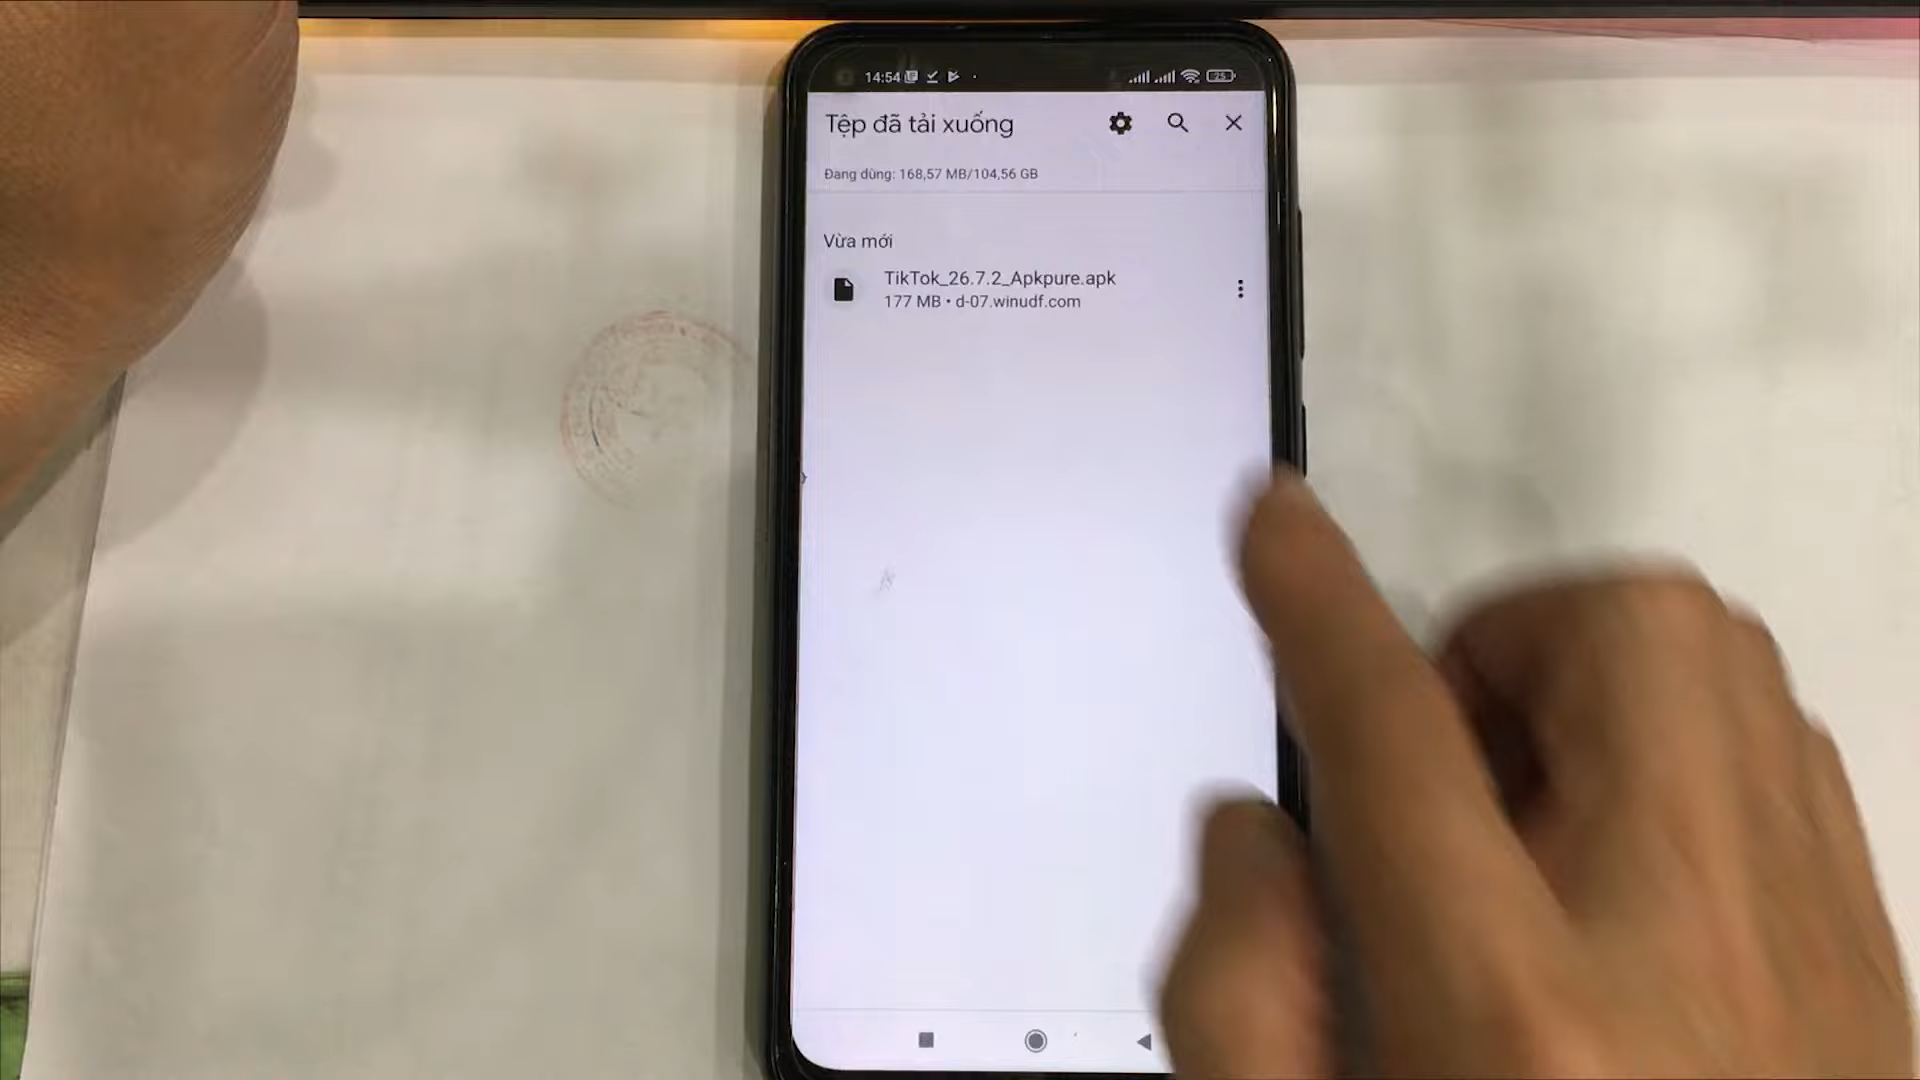 14:54
25
Tệp đã tải xuống
Đang dùng: 168,57 MB/104,56 GB
Vừa mới
TikTok_26.7.2_Apkpure.apk
177 MB • d-07.winudf.com